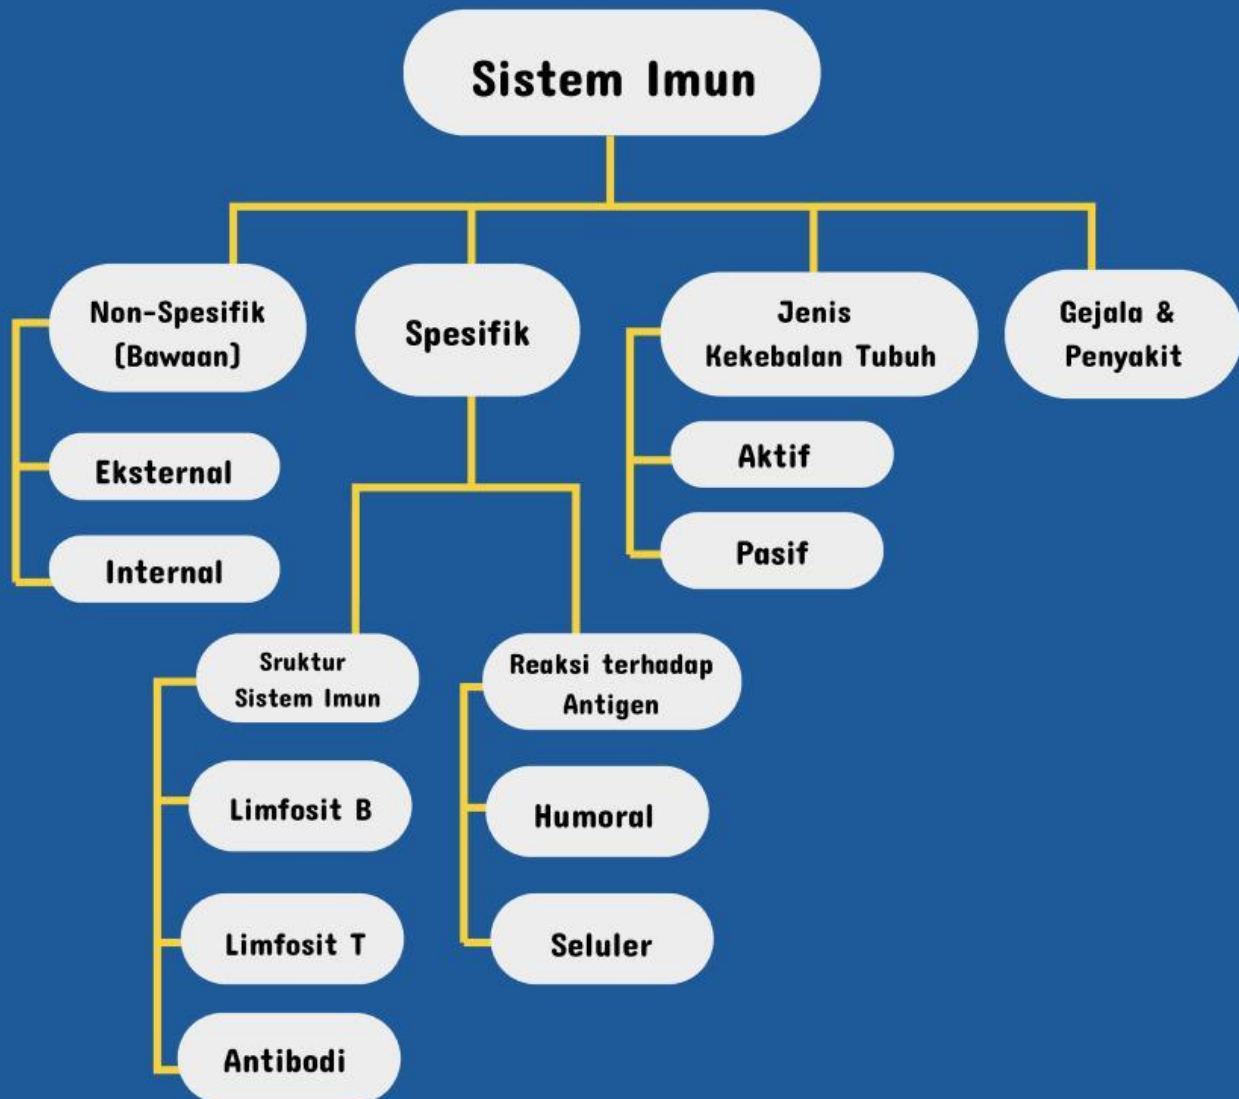 Sistem Imun
Non-Spesifik
(Bawaan)
Eksternal
Internal
Spesifik
Sruktur
Sistem Imun
Limfosit B
Limfosit T
Antibodi
Reaksi terhadap
Antigen
Humoral
Seluler
Jenis
Kekebalan Tubuh
Aktif
Pasif
Gejala &
Penyakit